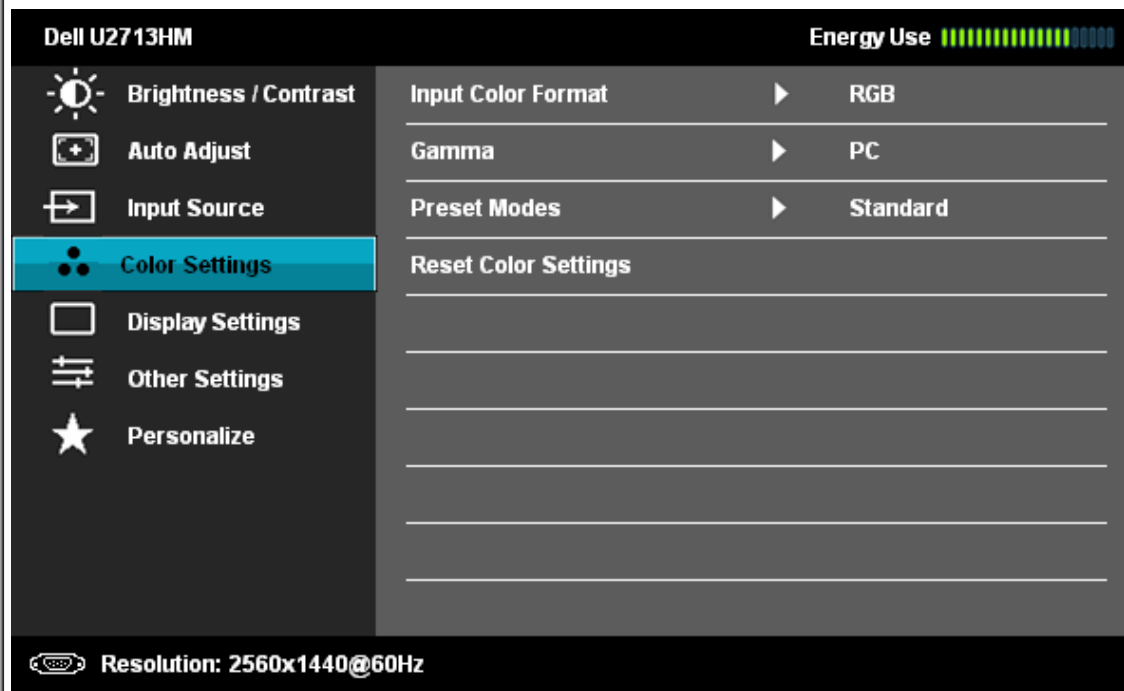 Dell U2713HM Energy Use
Brightness / Contrast Input Color Format RGB
Auto Adjust Gamma PC
Input Source Preset Modes Standard
Color Settings Reset Color Settings
Display Settings
Other Settings
Personalize
Resolution: 2560x1440@60Hz